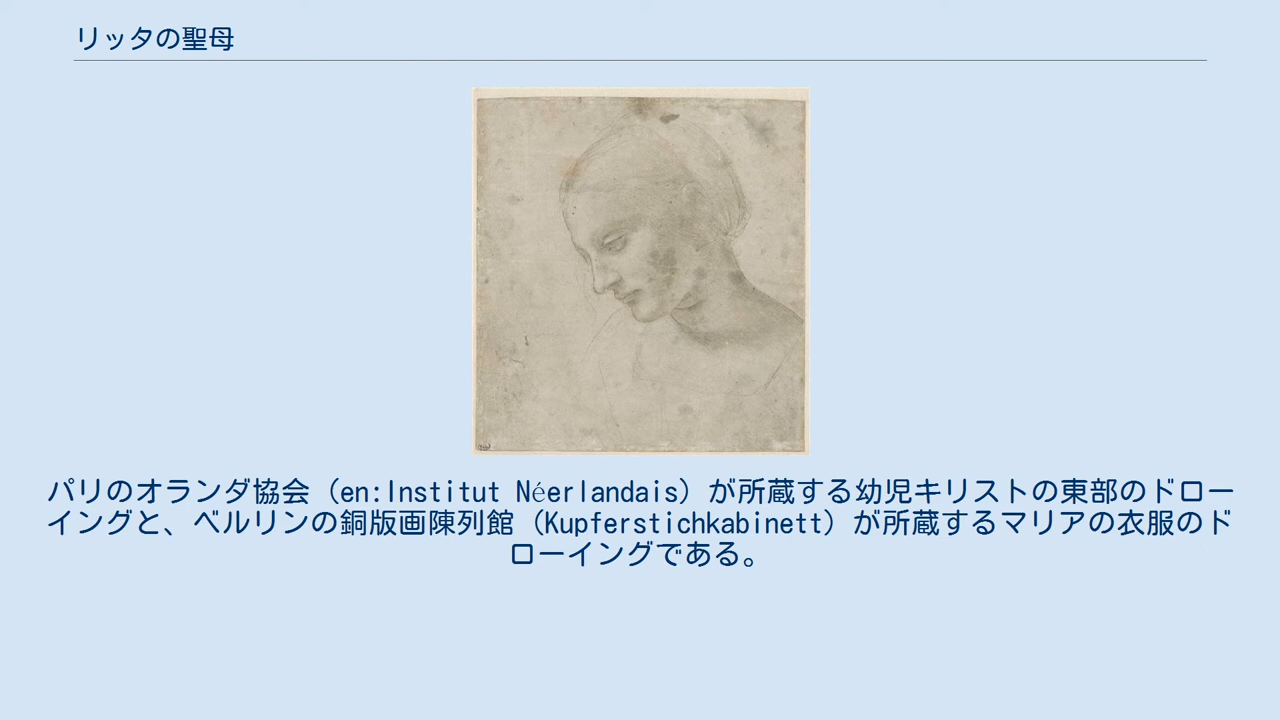 リッタの聖母
パリのオランダ協会（en:Institut Néerlandais）が所蔵する幼児キリストの東部のドロー
イングと、ベルリンの銅版画陳列館（Kupferstichkabinett）が所蔵するマリアの衣服のド
ローイングである。